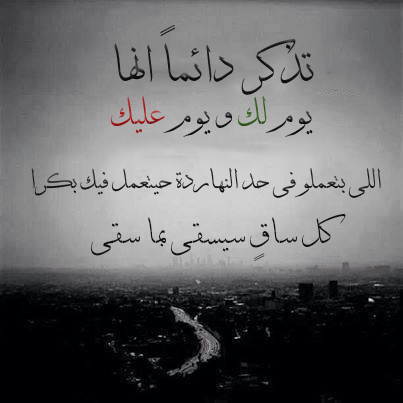 تذكر دائماً انها
يوم لك و يوم عليك
اللى بتعملو فى حد النهاردة حيتعمل فيك بكرا
كل ساقٍ سيسقى بما سقى